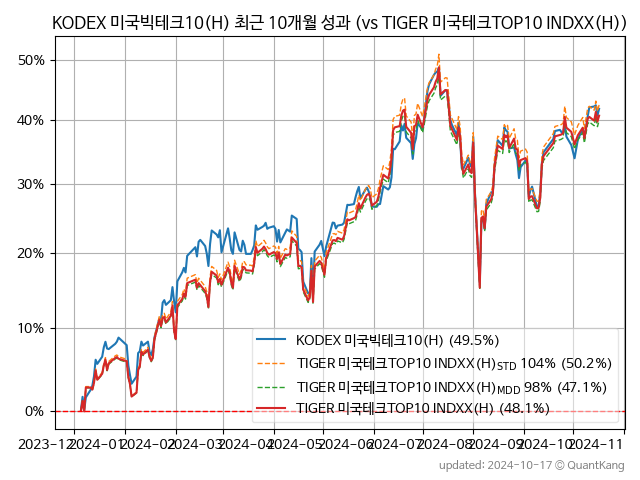 KODEX 미국빅테크10(H) 최근 10개월 성과 (vs TIGER 미국테크TOP10 INDXX(H))
50%
40%
30%
20%
10%
0%
KODEX 미국빅테크10(H) (49.5%)
TIGER 미국테크TOP10 INDXX(H)STD 104% (50.2%)
TIGER 미국테크TOP10 INDXX(H)MDD 98% (47.1%)
TIGER 미국테크TOP10 INDXX(H) (48.1%)
2023-12 2024-01 2024-02 2024-03 2024-04 2024-05 2024-06 2024-07 2024-08 2024-09 2024-10 2024-11
updated: 2024-10-17 © QuantKang